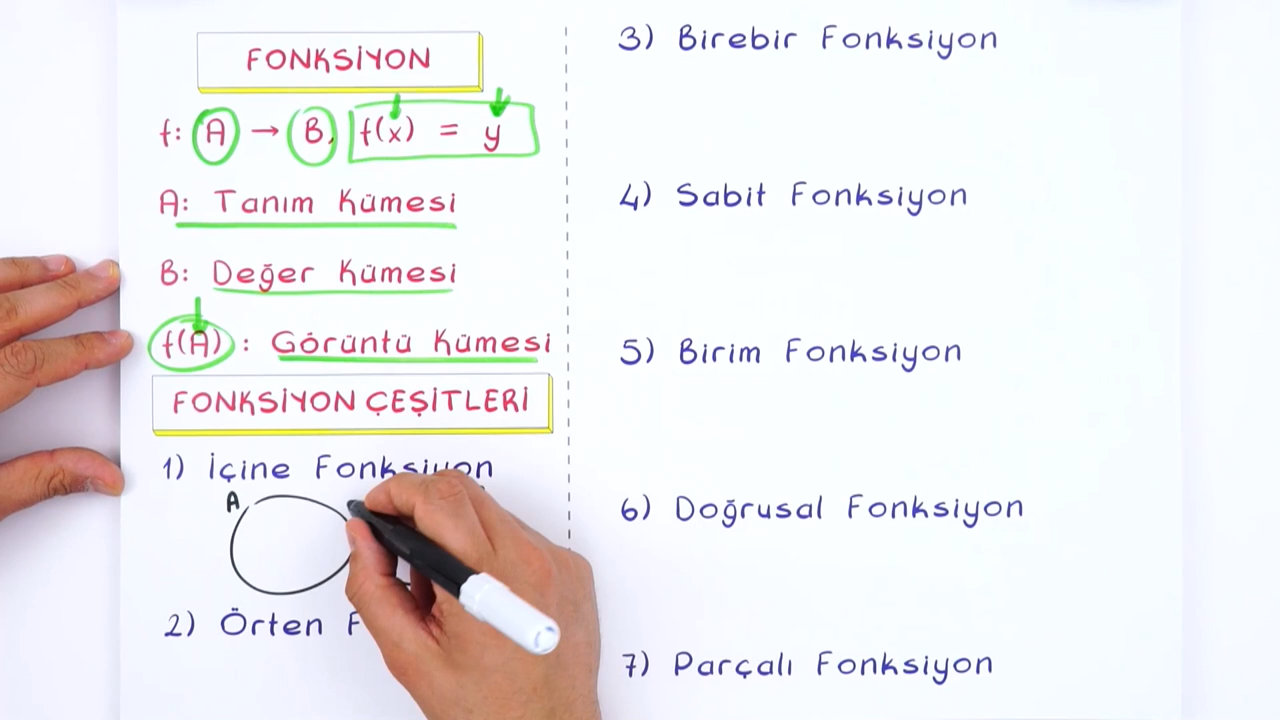 FONKSİYON
f: A → B, f(x) = y
A: Tanım Kümesi
B: Değer Kümesi
f(A) : Görüntü Kümesi
FONKSİYON ÇEŞİTLERİ
1) İçine Fonksiyon
A
2) Örten F
3) Birebir Fonksiyon
4) Sabit Fonksiyon
5) Birim Fonksiyon
6) Doğrusal Fonksiyon
7) Parçalı Fonksiyon